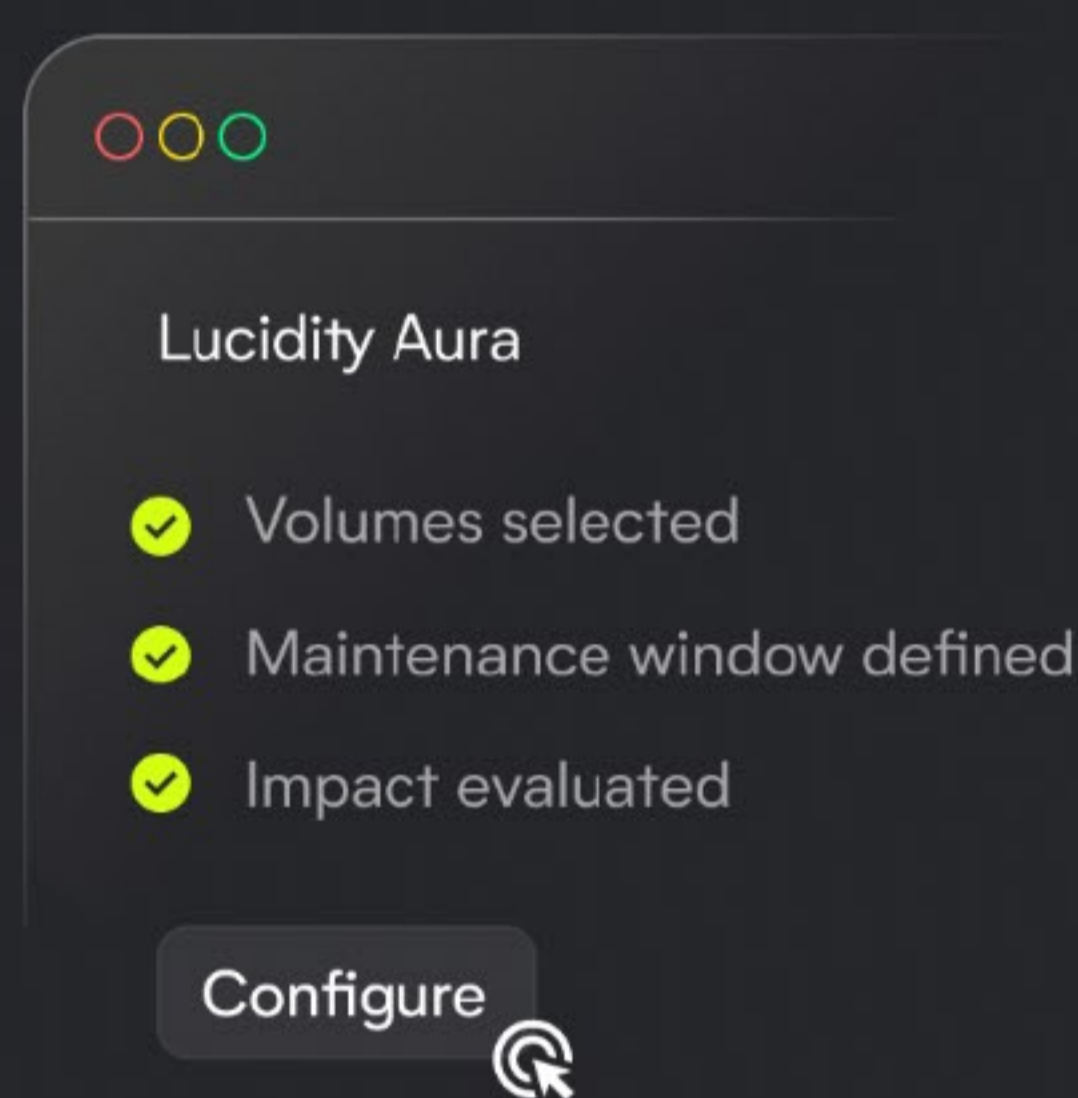 Lucidity Aura
Volumes selected
Maintenance window defined
Impact evaluated
Configure